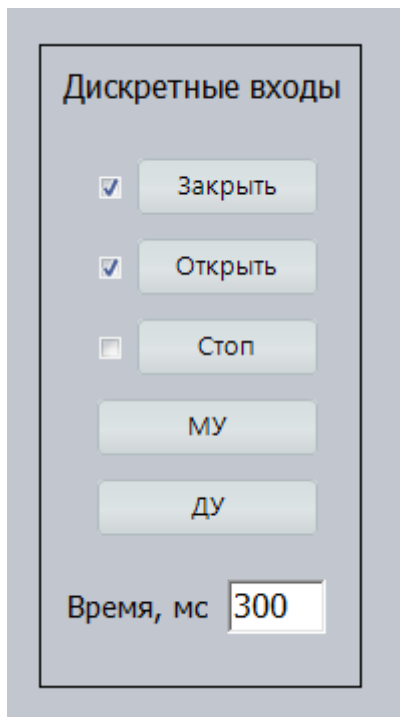 Дискретные входы
Закрыть
Открыть
Стоп
МУ
ДУ
Время, мс 300